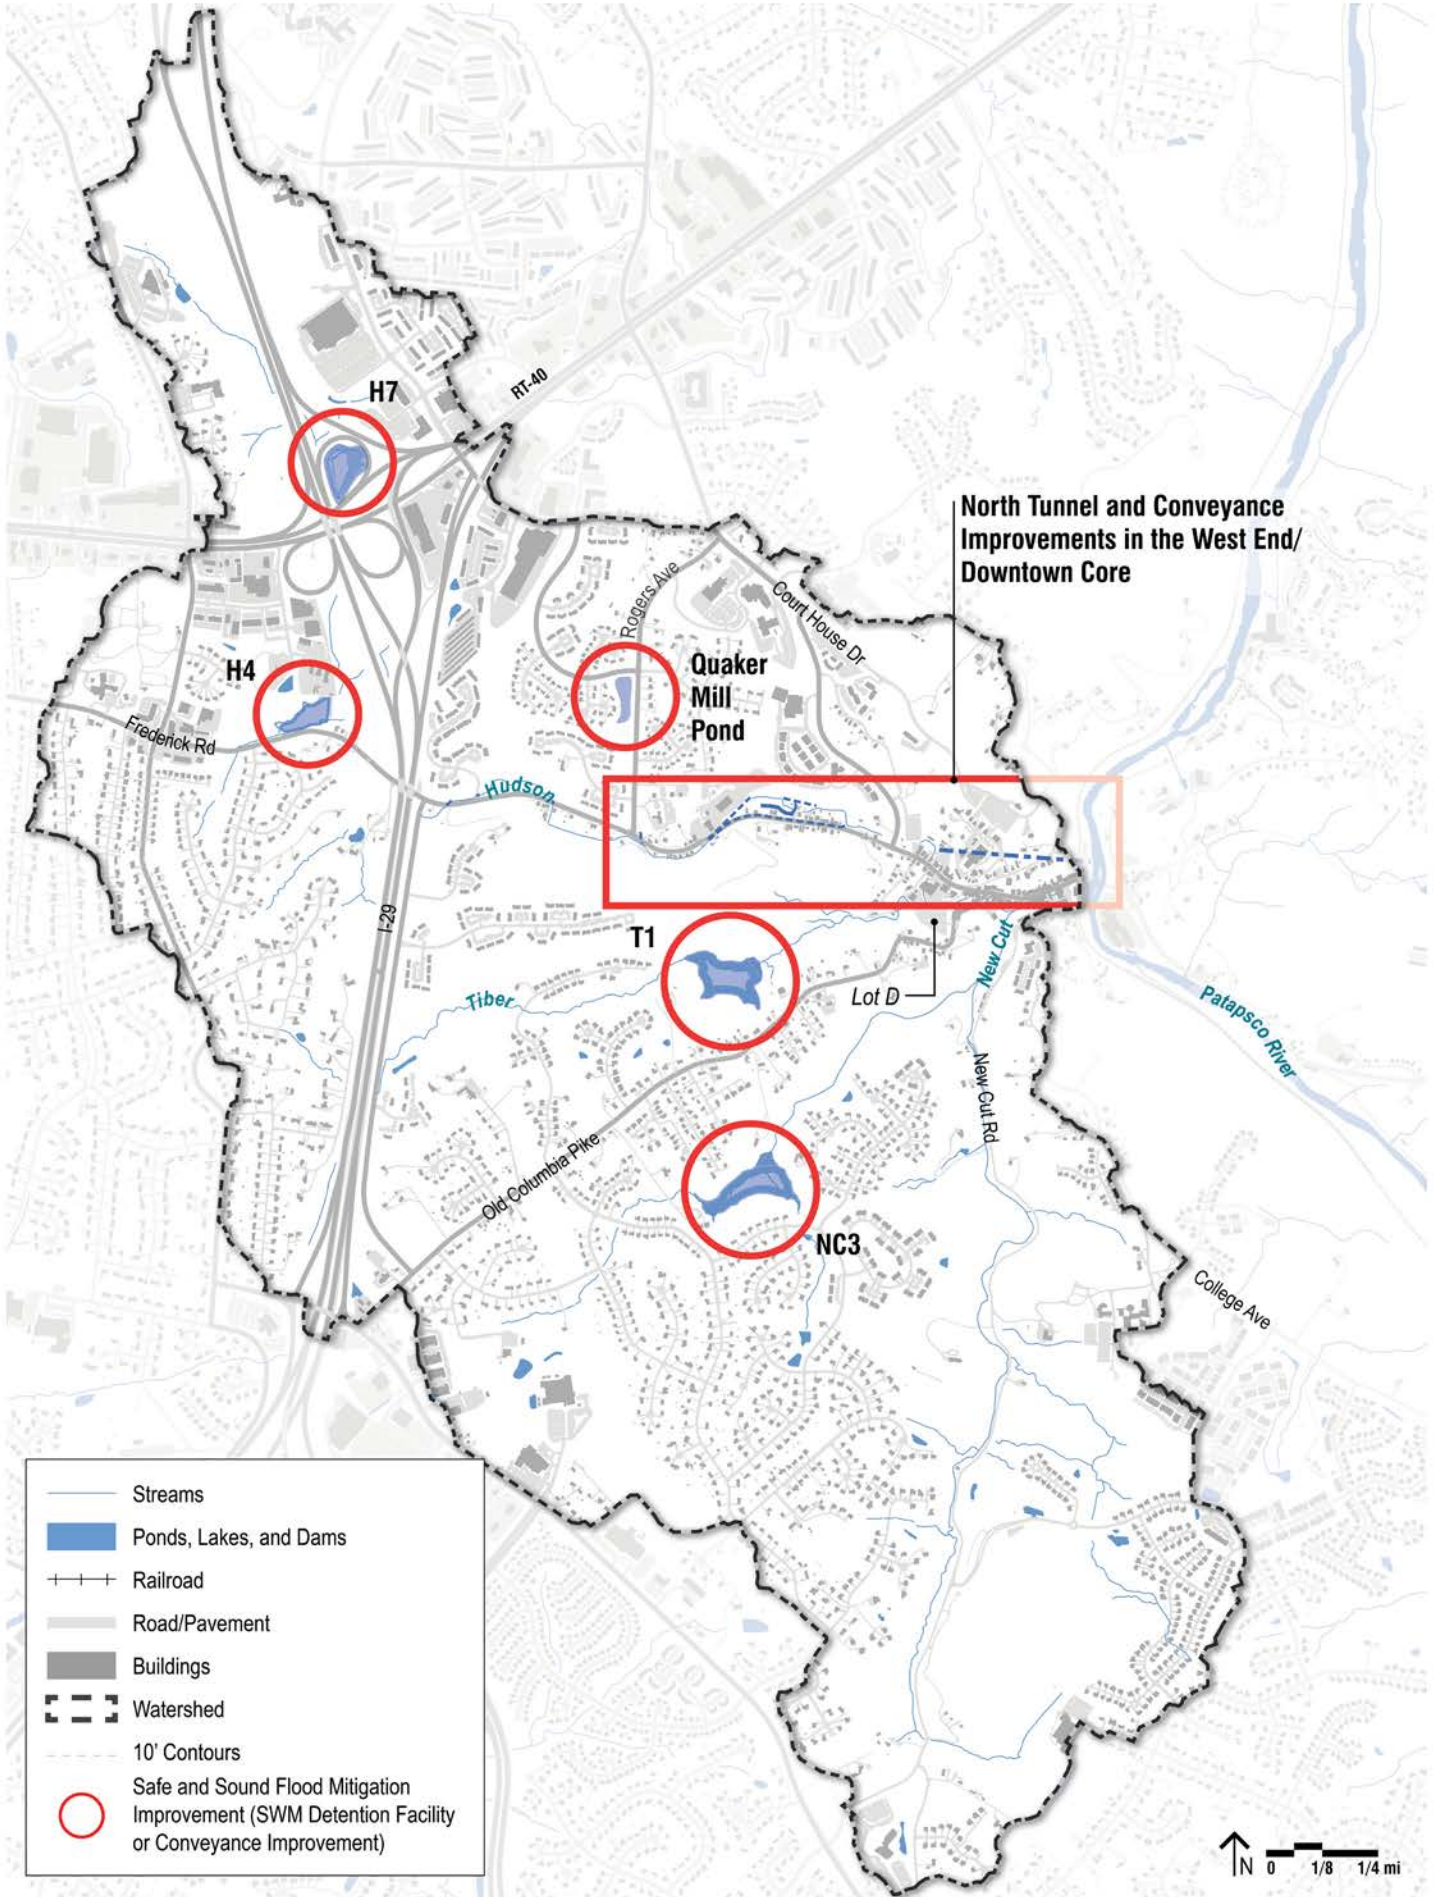 H7
RT-40
North Tunnel and Conveyance
Improvements in the West End/
Downtown Core
Rogers Ave
Court House Dr
H4
Quaker
Mill
Pond
Frederick Rd
Hudson
I-29
T1
Lot D
New Cut
Tiber
Patapsco River
New Cut Rd
Old Columbia Pike
NC3
College Ave
Streams
Ponds, Lakes, and Dams
Railroad
Road/Pavement
Buildings
Watershed
10' Contours
Safe and Sound Flood Mitigation
Improvement (SWM Detention Facility
or Conveyance Improvement)
N 0 1/8 1/4 mi